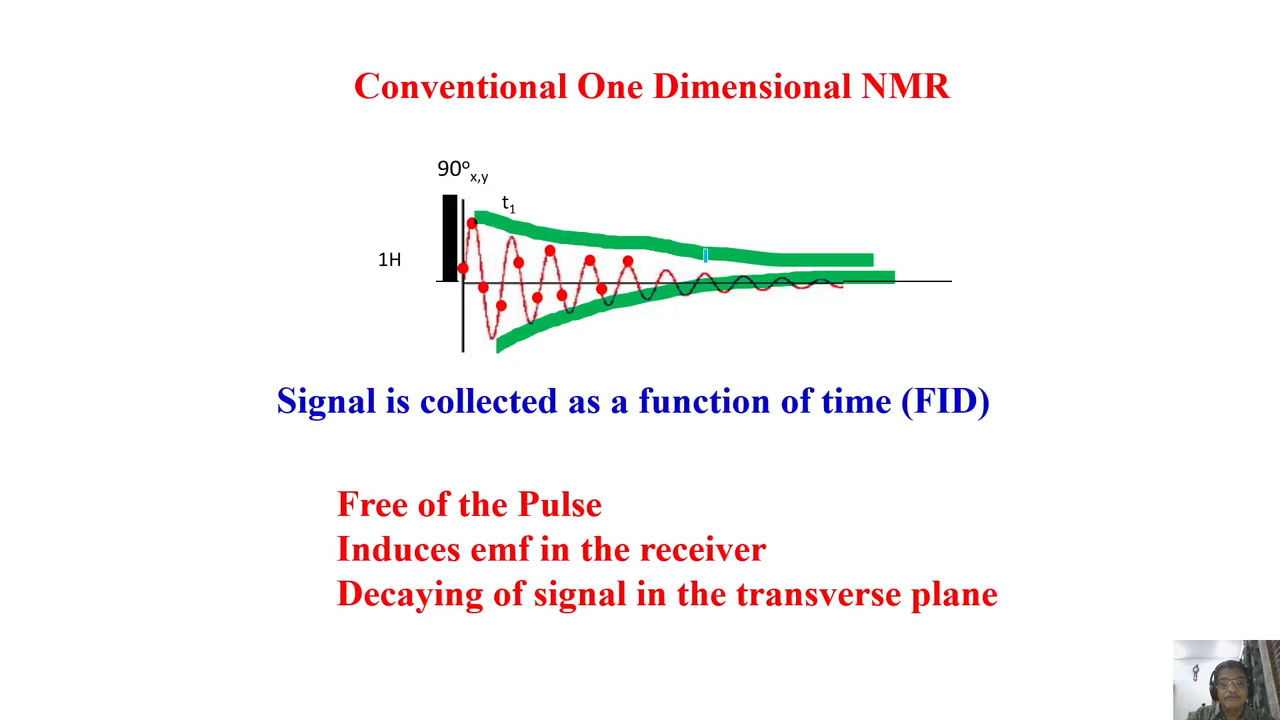 Conventional One Dimensional NMR
90ᵒx,y
t1
1H
Signal is collected as a function of time (FID)
Free of the Pulse
Induces emf in the receiver
Decaying of signal in the transverse plane